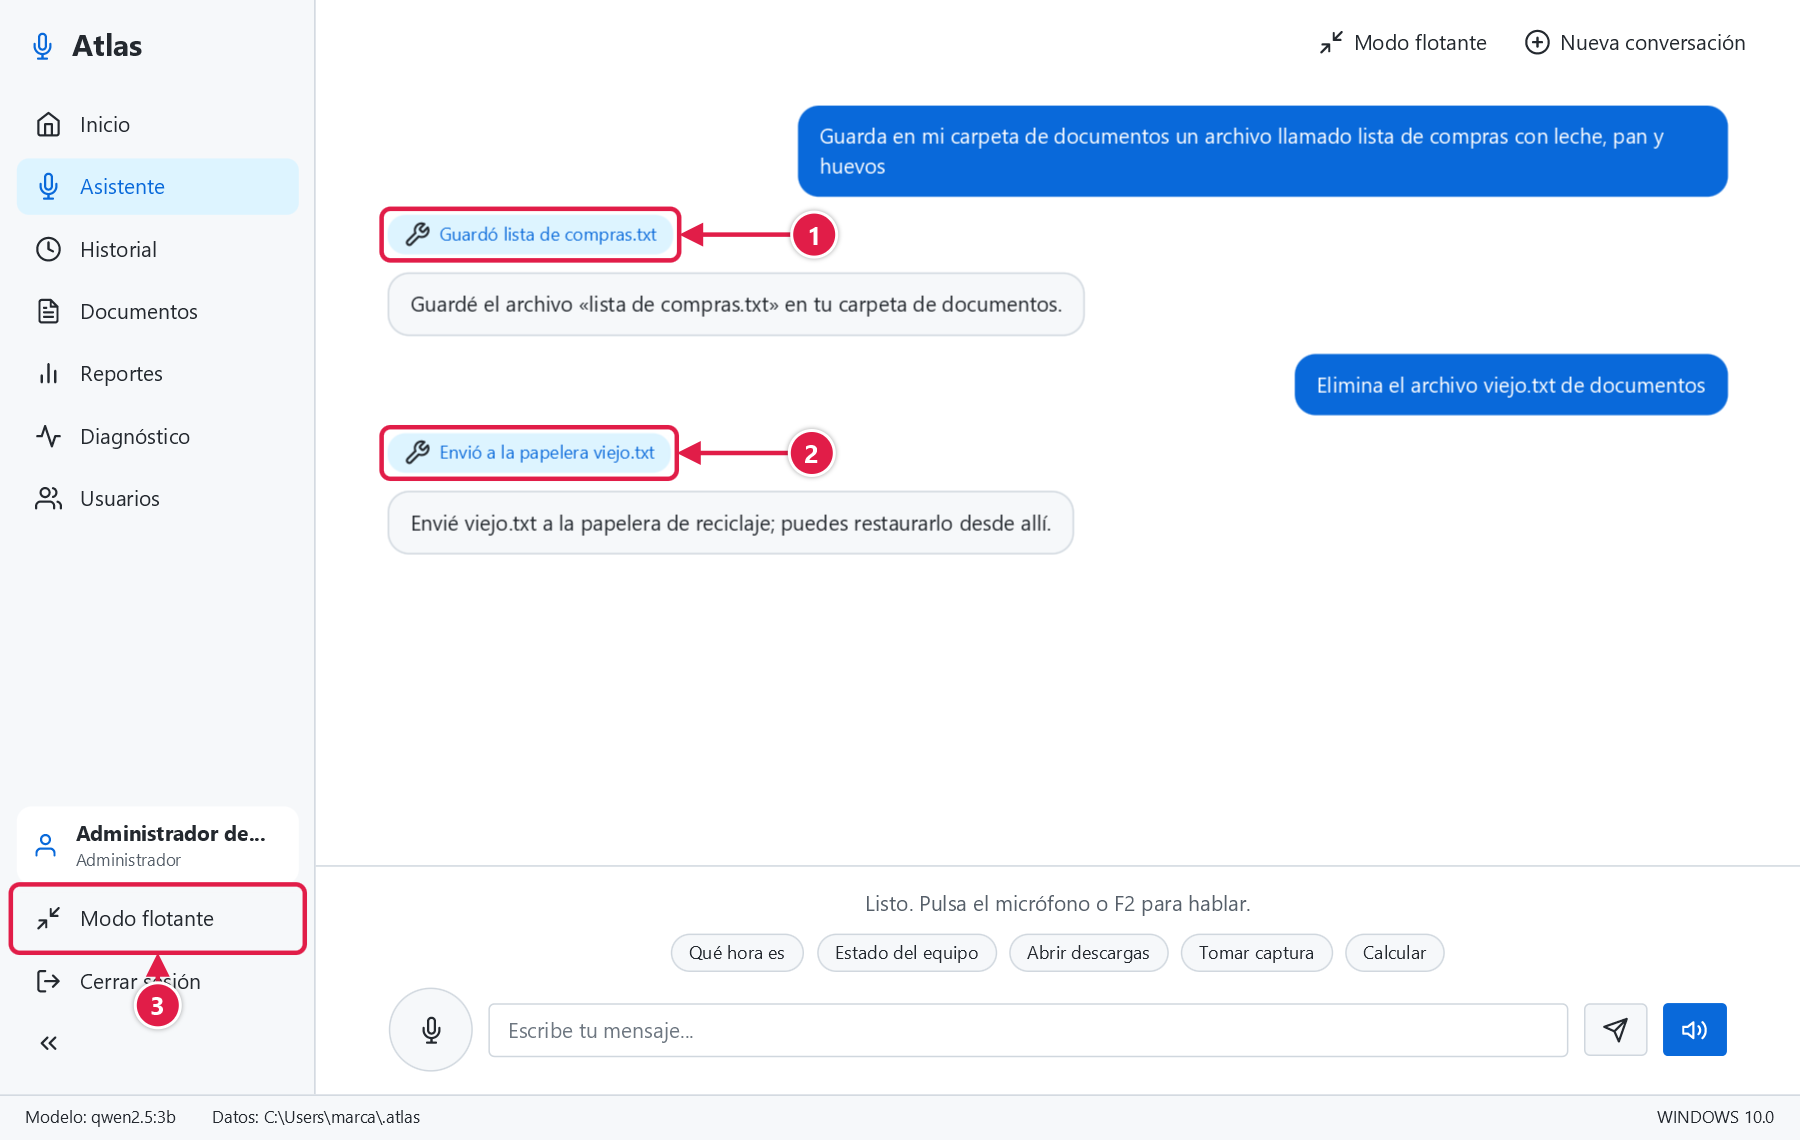 Atlas
Inicio
Asistente
Historial
Documentos
Reportes
Diagnóstico
Usuarios
Administrador de...
Administrador
Modo flotante
Cerrar sesión
3
Modo flotante
Nueva conversación
Guarda en mi carpeta de documentos un archivo llamado lista de compras con leche, pan y
huevos
Guardó lista de compras.txt
1
Guardé el archivo «lista de compras.txt» en tu carpeta de documentos.
Elimina el archivo viejo.txt de documentos
Envió a la papelera viejo.txt
2
Envié viejo.txt a la papelera de reciclaje; puedes restaurarlo desde allí.
Listo. Pulsa el micrófono o F2 para hablar.
Qué hora es
Estado del equipo
Abrir descargas
Tomar captura
Calcular
Escribe tu mensaje...
Modelo: qwen2.5:3b
Datos: C:\Users\marca\.atlas
WINDOWS 10.0